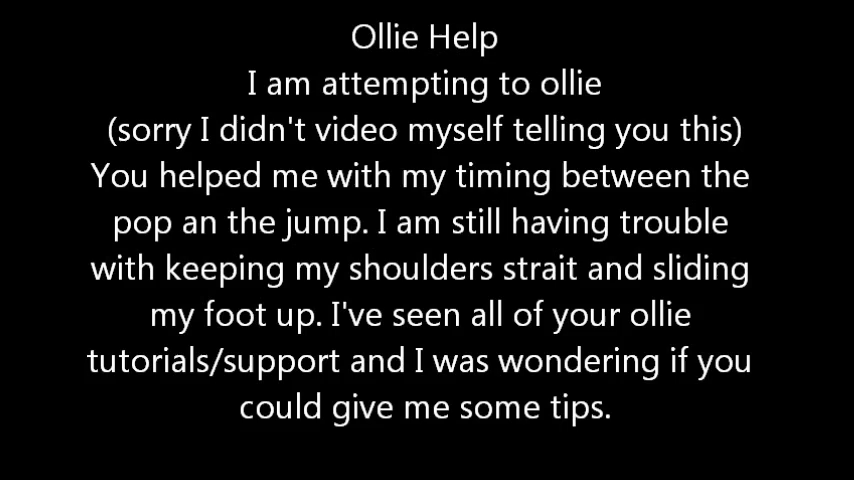 Ollie Help
I am attempting to ollie
(sorry I didn't video myself telling you this)
You helped me with my timing between the
pop an the jump. I am still having trouble
with keeping my shoulders strait and sliding
my foot up. I've seen all of your ollie
tutorials/support and I was wondering if you
could give me some tips.